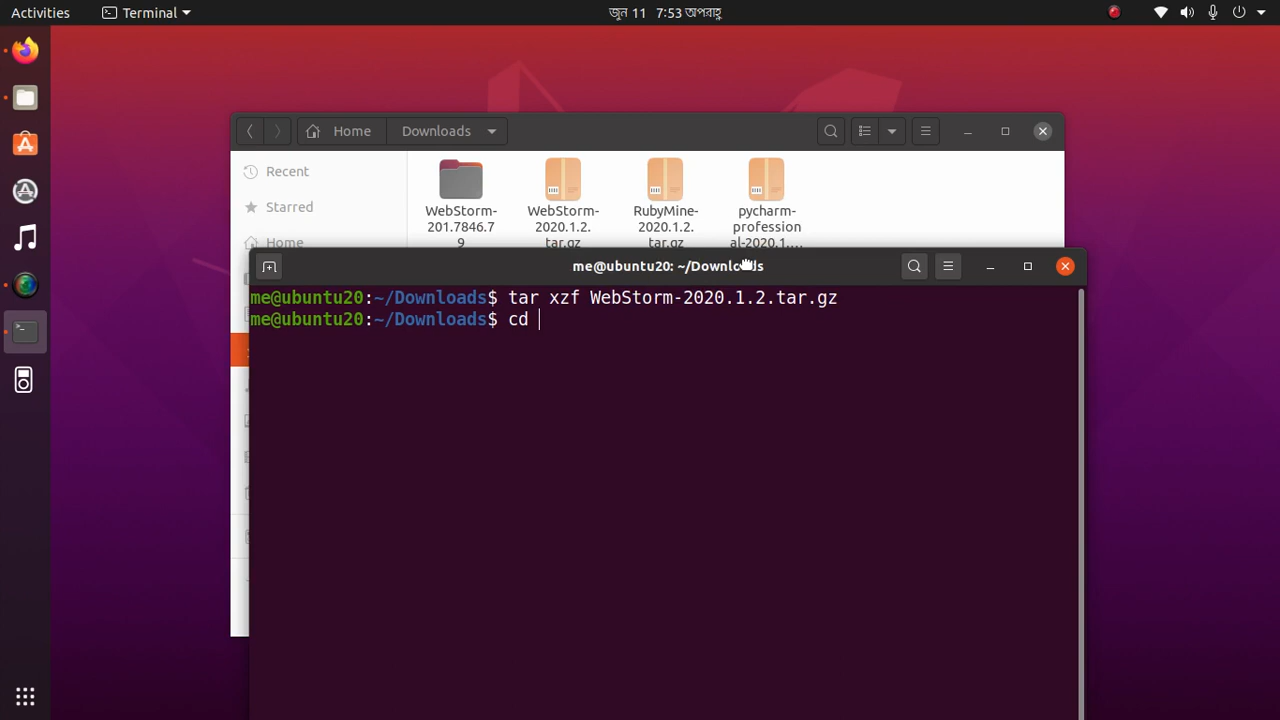 Activities
Terminal
জুন 11 7:53 অপরাহ্ণ
Home
Downloads
Recent
Starred
Home
WebStorm-
201.7846.7
9
WebStorm-
2020.1.2.
tar.gz
RubyMine-
2020.1.2.
tar.gz
pycharm-
profession
al-2020.1....
me@ubuntu20: ~/Downloads
me@ubuntu20:~/Downloads$ tar xzf WebStorm-2020.1.2.tar.gz
me@ubuntu20:~/Downloads$ cd